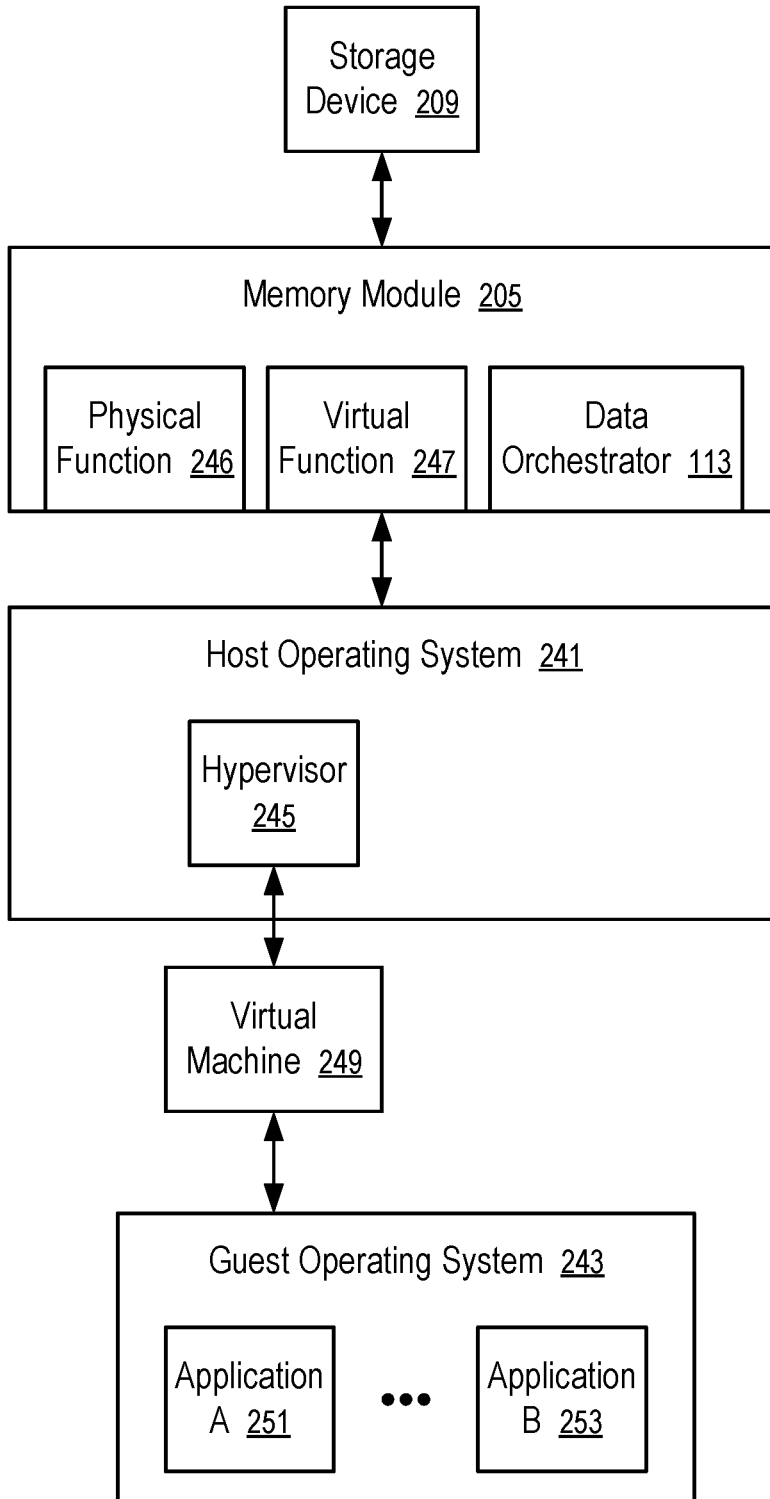 Storage
Device 209
Memory Module 205
Physical
Function 246
Virtual
Function 247
Data
Orchestrator 113
Host Operating System 241
Hypervisor
245
Virtual
Machine 249
Guest Operating System 243
Application
A 251
Application
B 253